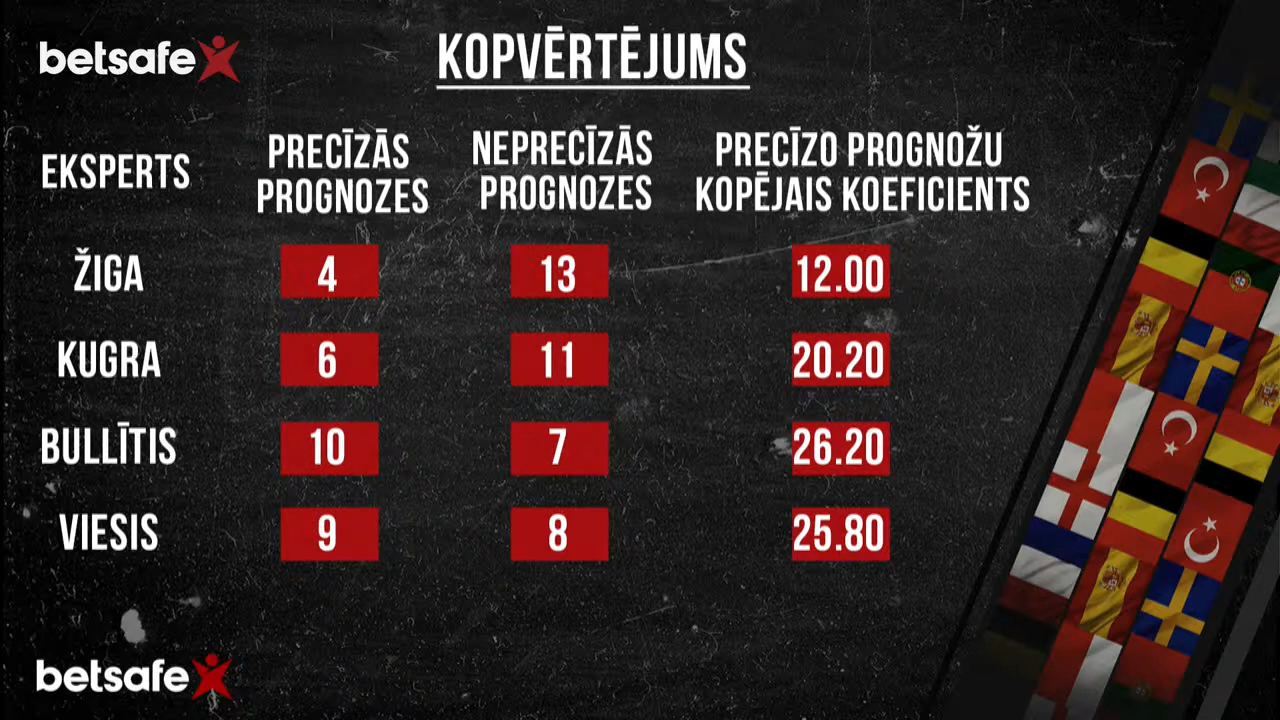 betsafe
KOPVĒRTĒJUMS
EKSPERTS
PRECĪZĀS
PROGNOZES
NEPRECĪZĀS
PROGNOZES
PRECĪZO PROGNOŽU
KOPĒJAIS KOEFICIENTS
ŽIGA 4 13 12.00
KUGRA 6 11 20.20
BULLĪTIS 10 7 26.20
VIESIS 9 8 25.80
betsafe